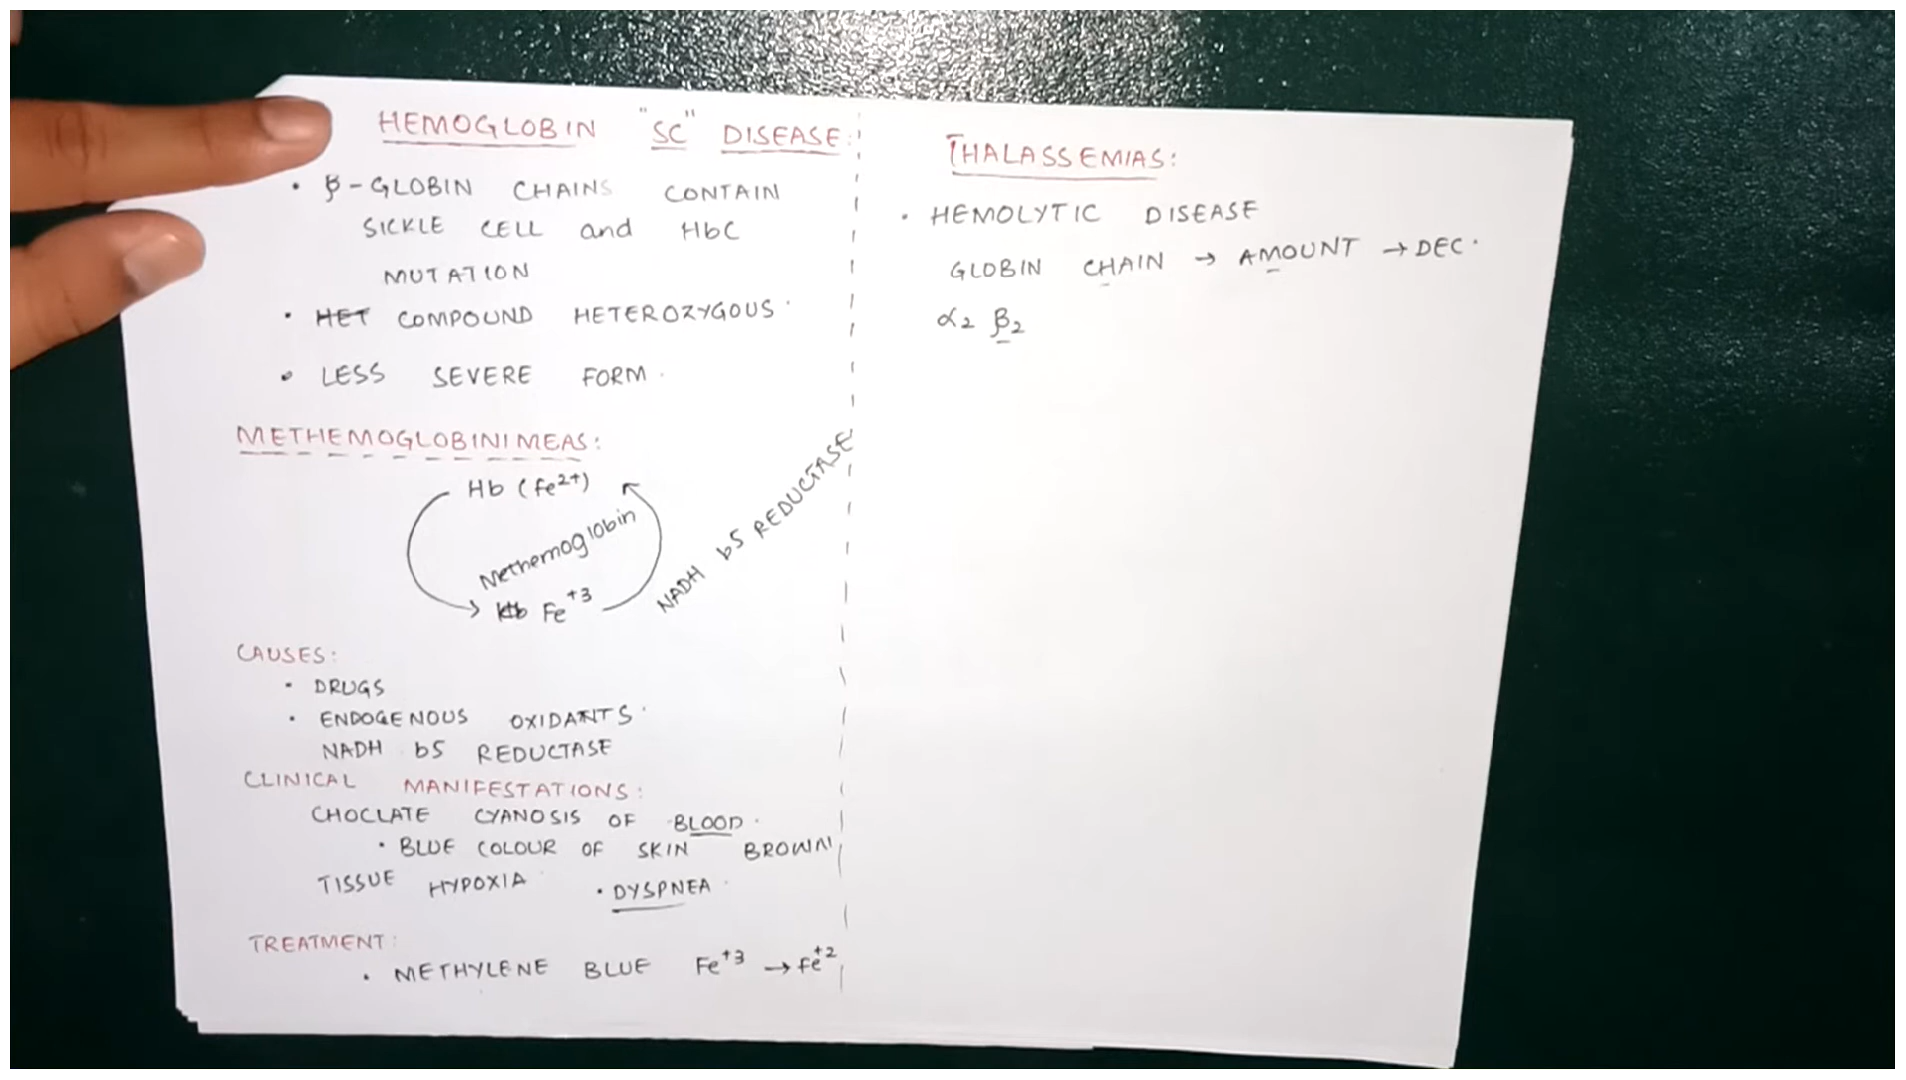 HEMOGLOBIN "SC" DISEASE:
• β-GLOBIN CHAINS CONTAIN
SICKLE CELL and HbC
MUTATION
• HET COMPOUND HETEROZYGOUS.
• LESS SEVERE FORM.
METHEMOGLOBINIMEAS:
Hb (Fe2+)
Methemoglobin
Hb Fe+3
NADH b5 REDUCTASE
CAUSES:
• DRUGS
• ENDOGENOUS OXIDANTS.
NADH b5 REDUCTASE
CLINICAL MANIFESTATIONS:
CHOCLATE CYANOSIS OF BLOOD.
• BLUE COLOUR OF SKIN BROWN
TISSUE HYPOXIA • DYSPNEA
TREATMENT:
• METHYLENE BLUE Fe+3 → Fe+2
THALASSEMIAS:
• HEMOLYTIC DISEASE
GLOBIN CHAIN → AMOUNT → DEC.
α2 β2